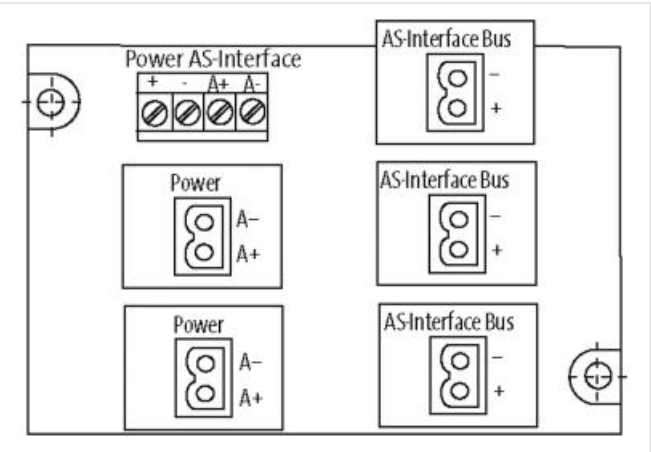 AS-Interface Bus
-
+
Power AS-Interface
+ - A+ A-
Power
A-
A+
AS-Interface Bus
-
+
Power
A-
A+
AS-Interface Bus
-
+